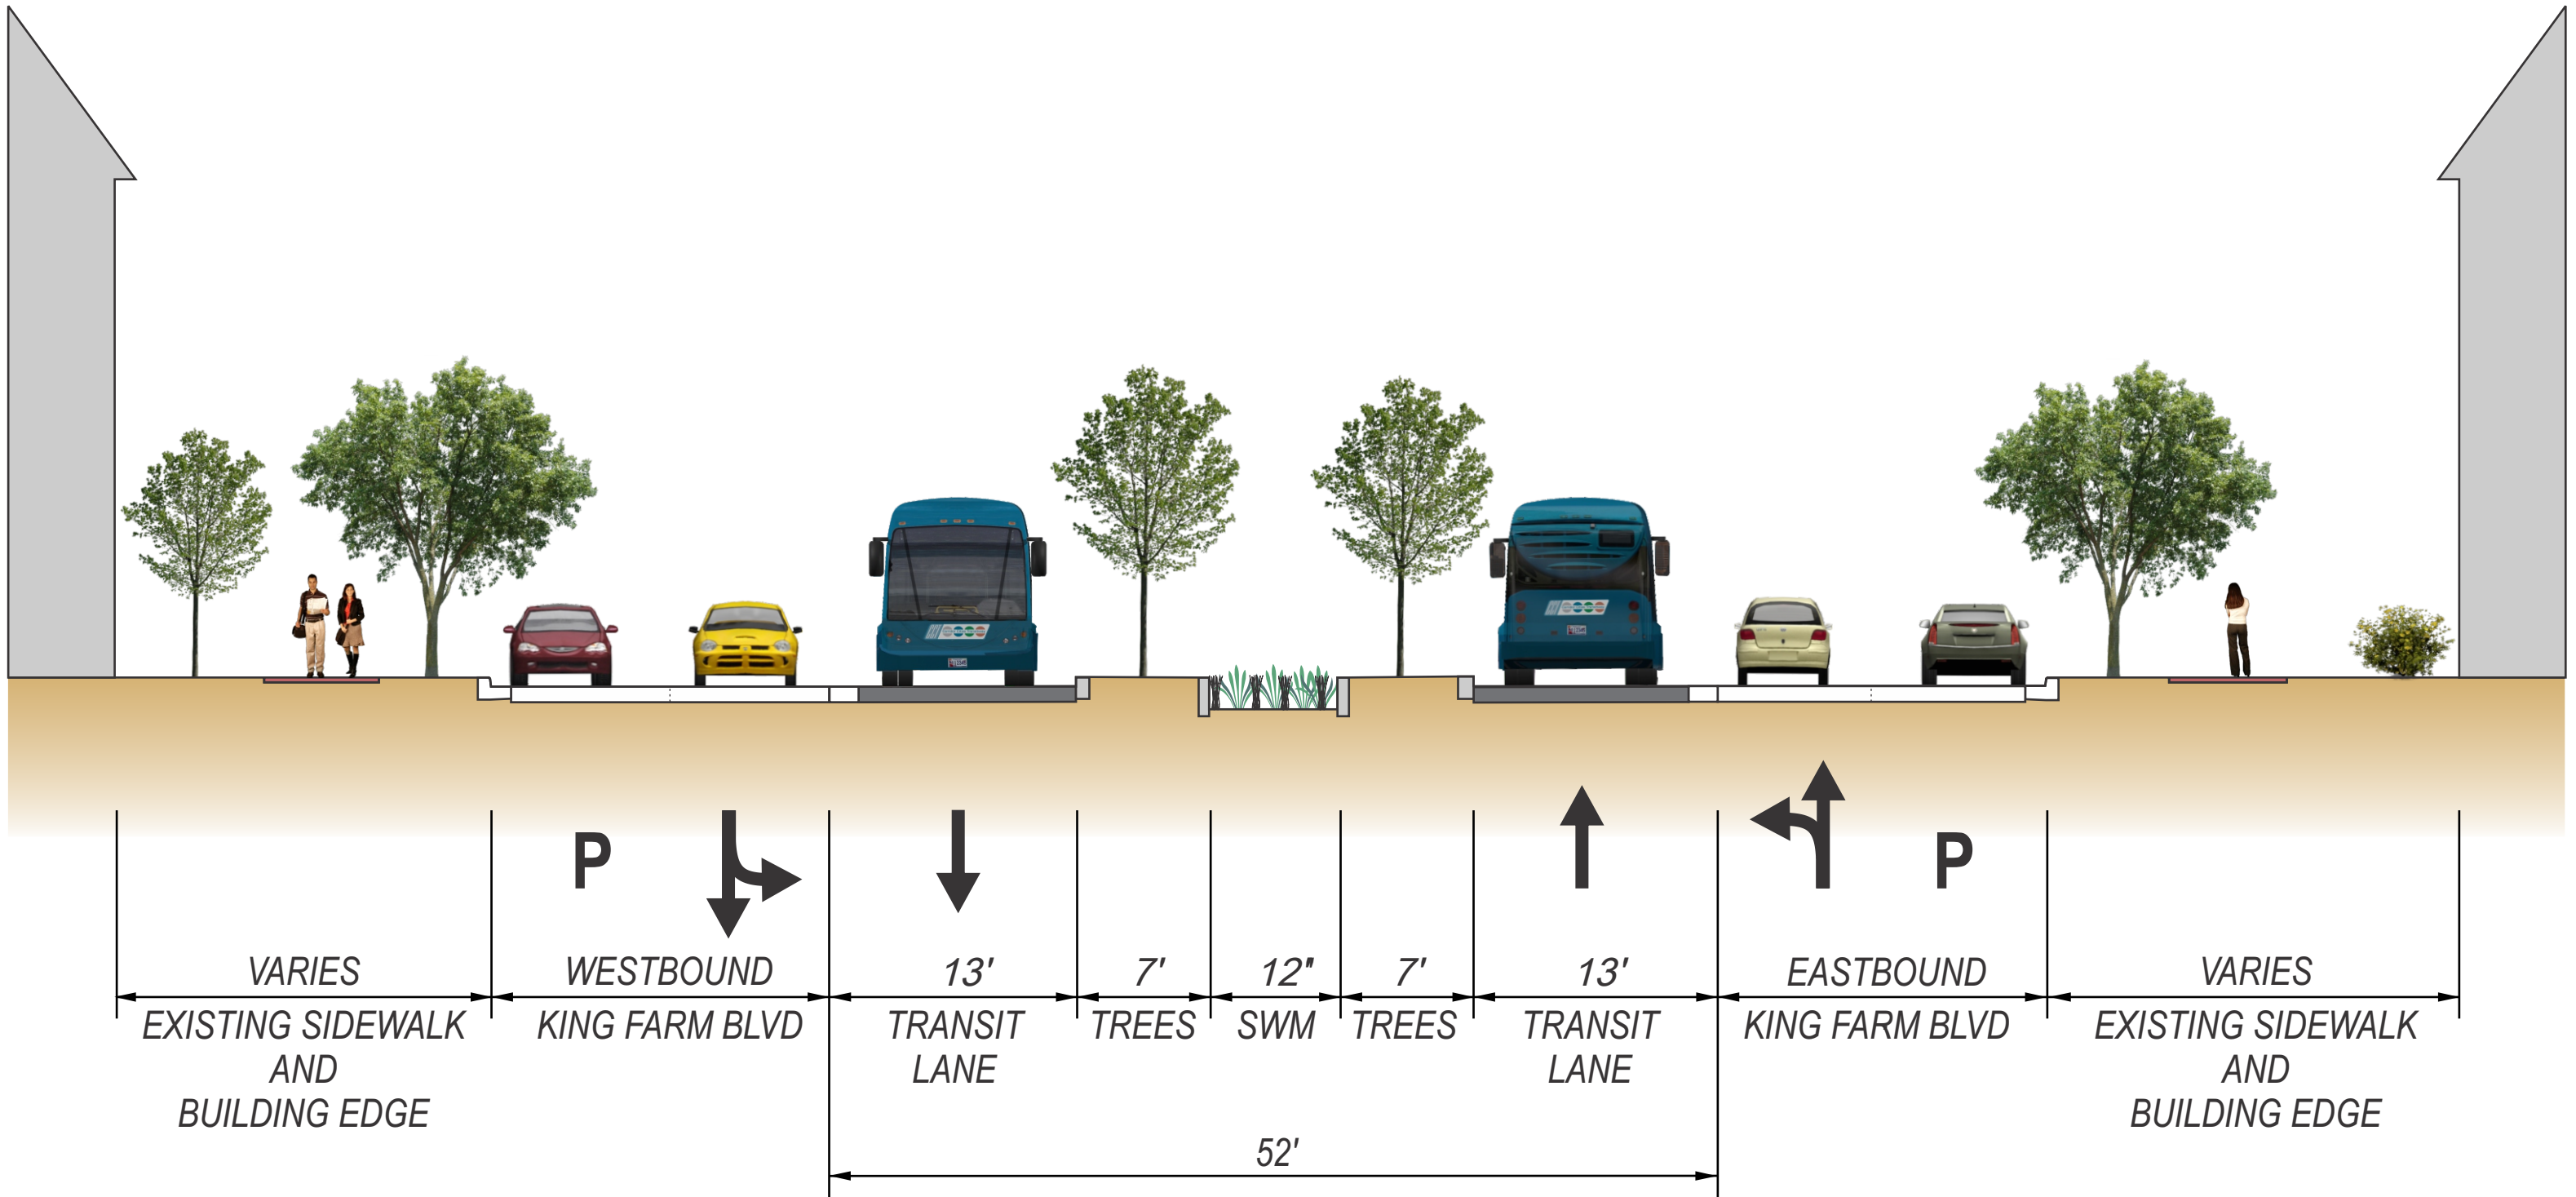 P
P
VARIES
WESTBOUND
13'
7'
12"
7'
13'
EASTBOUND
VARIES
EXISTING SIDEWALK
AND
BUILDING EDGE
KING FARM BLVD
TRANSIT
LANE
TREES
SWM
TREES
TRANSIT
LANE
KING FARM BLVD
EXISTING SIDEWALK
AND
BUILDING EDGE
52'